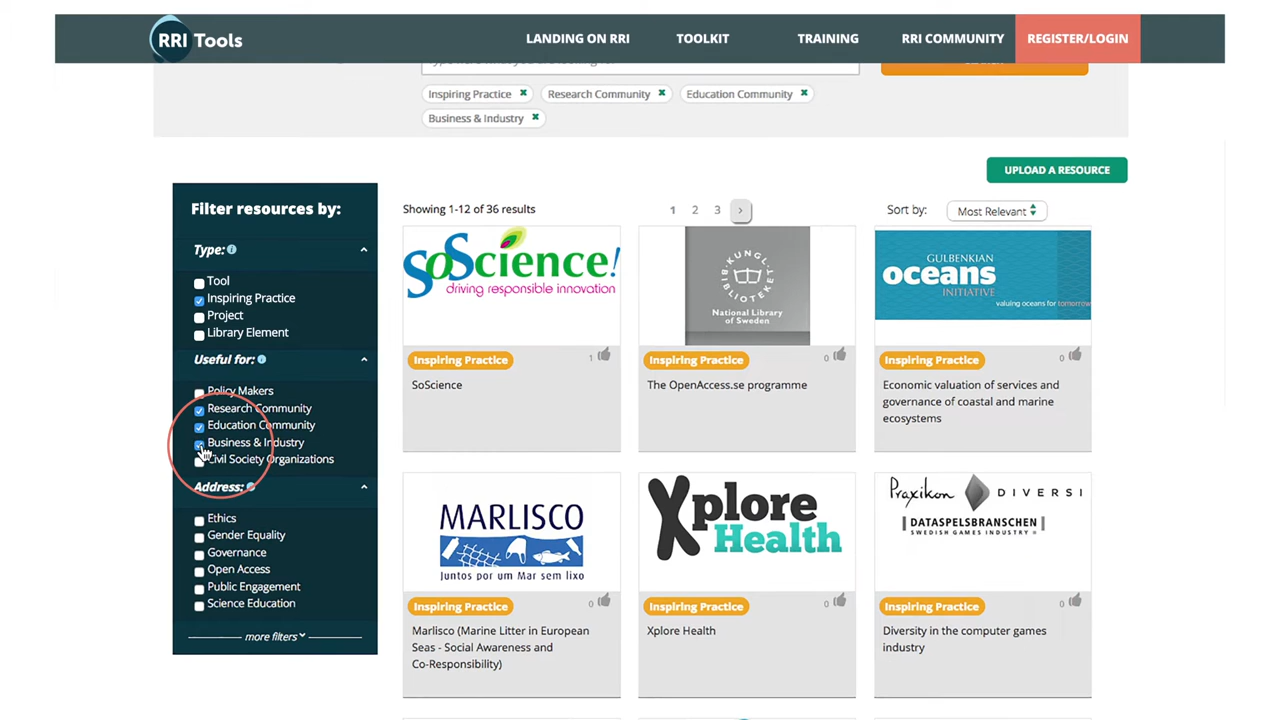 RRI Tools
LANDING ON RRI
TOOLKIT
TRAINING
RRI COMMUNITY
REGISTER/LOGIN
Inspiring Practice ×
Research Community ×
Education Community ×
Business & Industry ×
UPLOAD A RESOURCE
Filter resources by:
Type:
Tool
Inspiring Practice
Project
Library Element
Useful for:
Policy Makers
Research Community
Education Community
Business & Industry
Civil Society Organizations
Address:
Ethics
Gender Equality
Governance
Open Access
Public Engagement
Science Education
more filters
Showing 1-12 of 36 results
1 2 3 >
Sort by:
Most Relevant
SoScience!
driving responsible innovation
Inspiring Practice
1
SoScience
KUNGL.
BIBLIOTEKET
National Library
of Sweden
Inspiring Practice
0
The OpenAccess.se programme
GULBENKIAN
oceans
INITIATIVE
valuing oceans for tomorrow
Inspiring Practice
0
Economic valuation of services and
governance of coastal and marine
ecosystems
MARLISCO
Juntos por um Mar sem lixo
Inspiring Practice
0
Marlisco (Marine Litter in European
Seas - Social Awareness and
Co-Responsibility)
Xplore
Health
Inspiring Practice
0
Xplore Health
Praxikon DIVERSI
DATASPELSBRANSCHEN
SWEDISH GAMES INDUSTRY
Inspiring Practice
0
Diversity in the computer games
industry